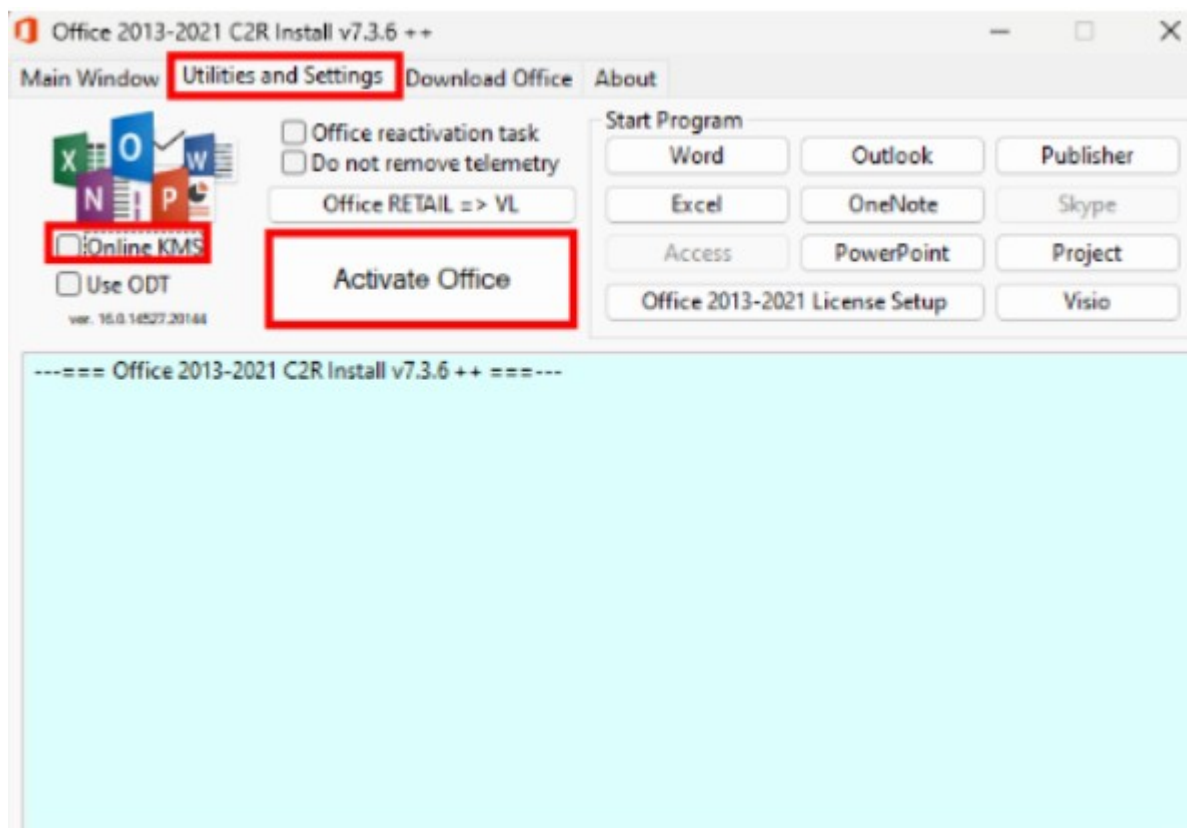 Office 2013-2021 C2R Install v7.3.6 ++
Main Window Utilities and Settings Download Office About
Office reactivation task
Do not remove telemetry
Office RETAIL => VL
Online KMS
Use ODT
ver. 16.0.14527.20144
Activate Office
Start Program
Word Outlook Publisher
Excel OneNote Skype
Access PowerPoint Project
Office 2013-2021 License Setup Visio
---=== Office 2013-2021 C2R Install v7.3.6 ++ ===---
X O W
N P